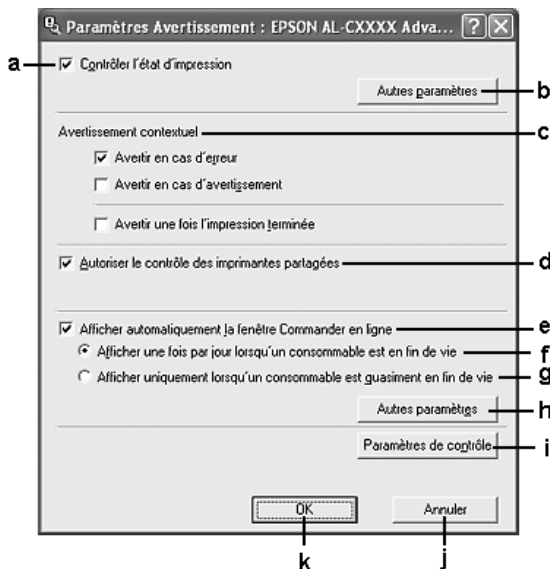 Paramètres Avertissement : EPSON AL-CXXXX Adva...
a
Contrôler l'état d'impression
Autres paramètres
b
Avertissement contextuel
c
Avertir en cas d'erreur
Avertir en cas d'avertissement
Avertir une fois l'impression terminée
Autoriser le contrôle des imprimantes partagées
d
Afficher automatiquement la fenêtre Commander en ligne
e
Afficher une fois par jour lorsqu'un consommable est en fin de vie
f
Afficher uniquement lorsqu'un consommable est quasiment en fin de vie
g
Autres paramètres
h
Paramètres de contrôle
i
OK
Annuler
k
j